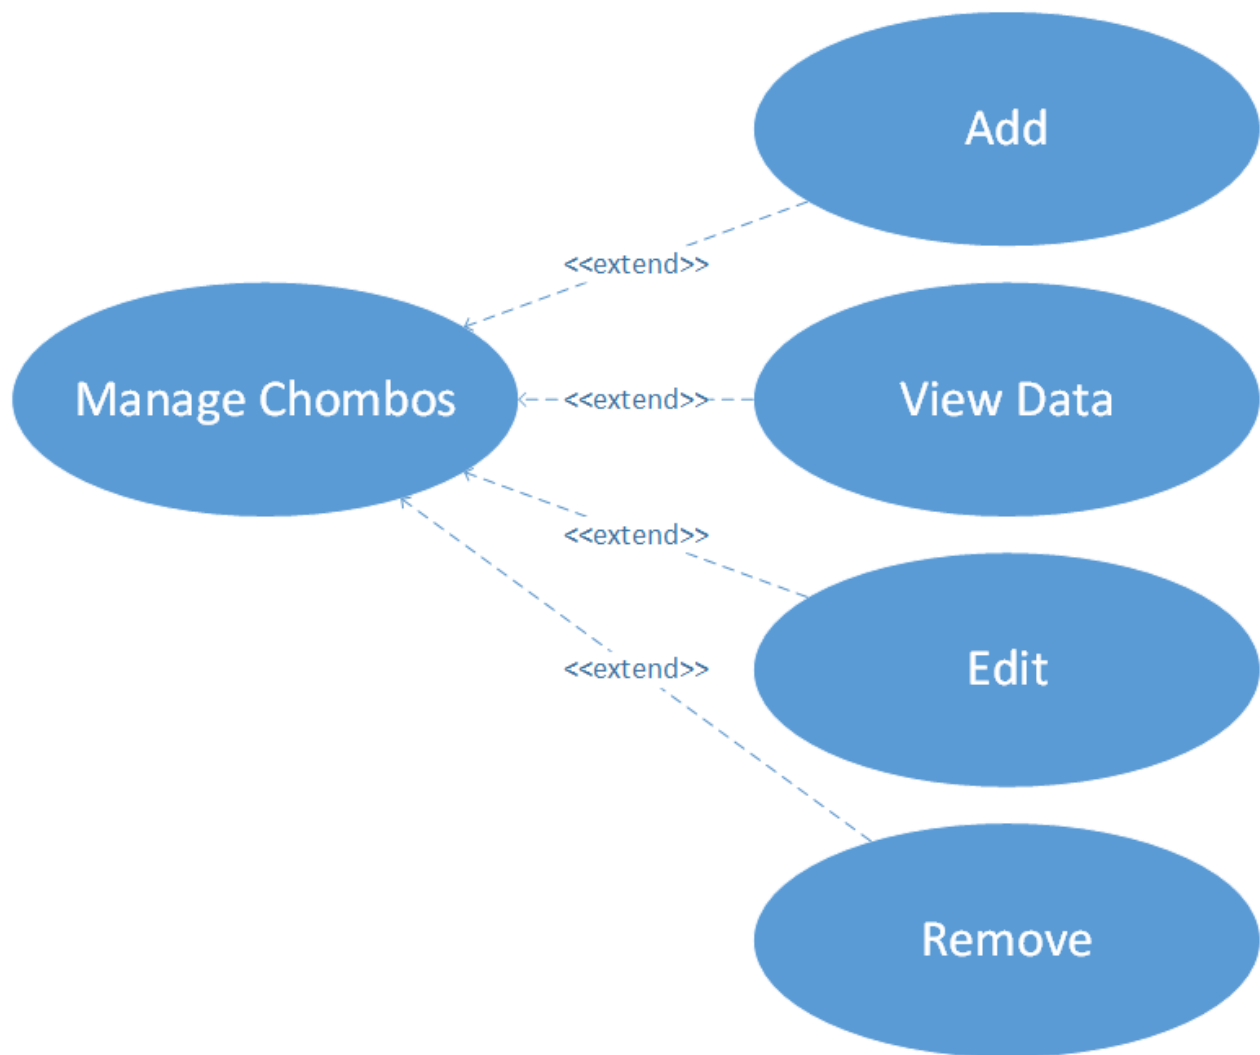 Add
<<extend>>
Manage Chombos
<<extend>>
View Data
<<extend>>
Edit
<<extend>>
Remove